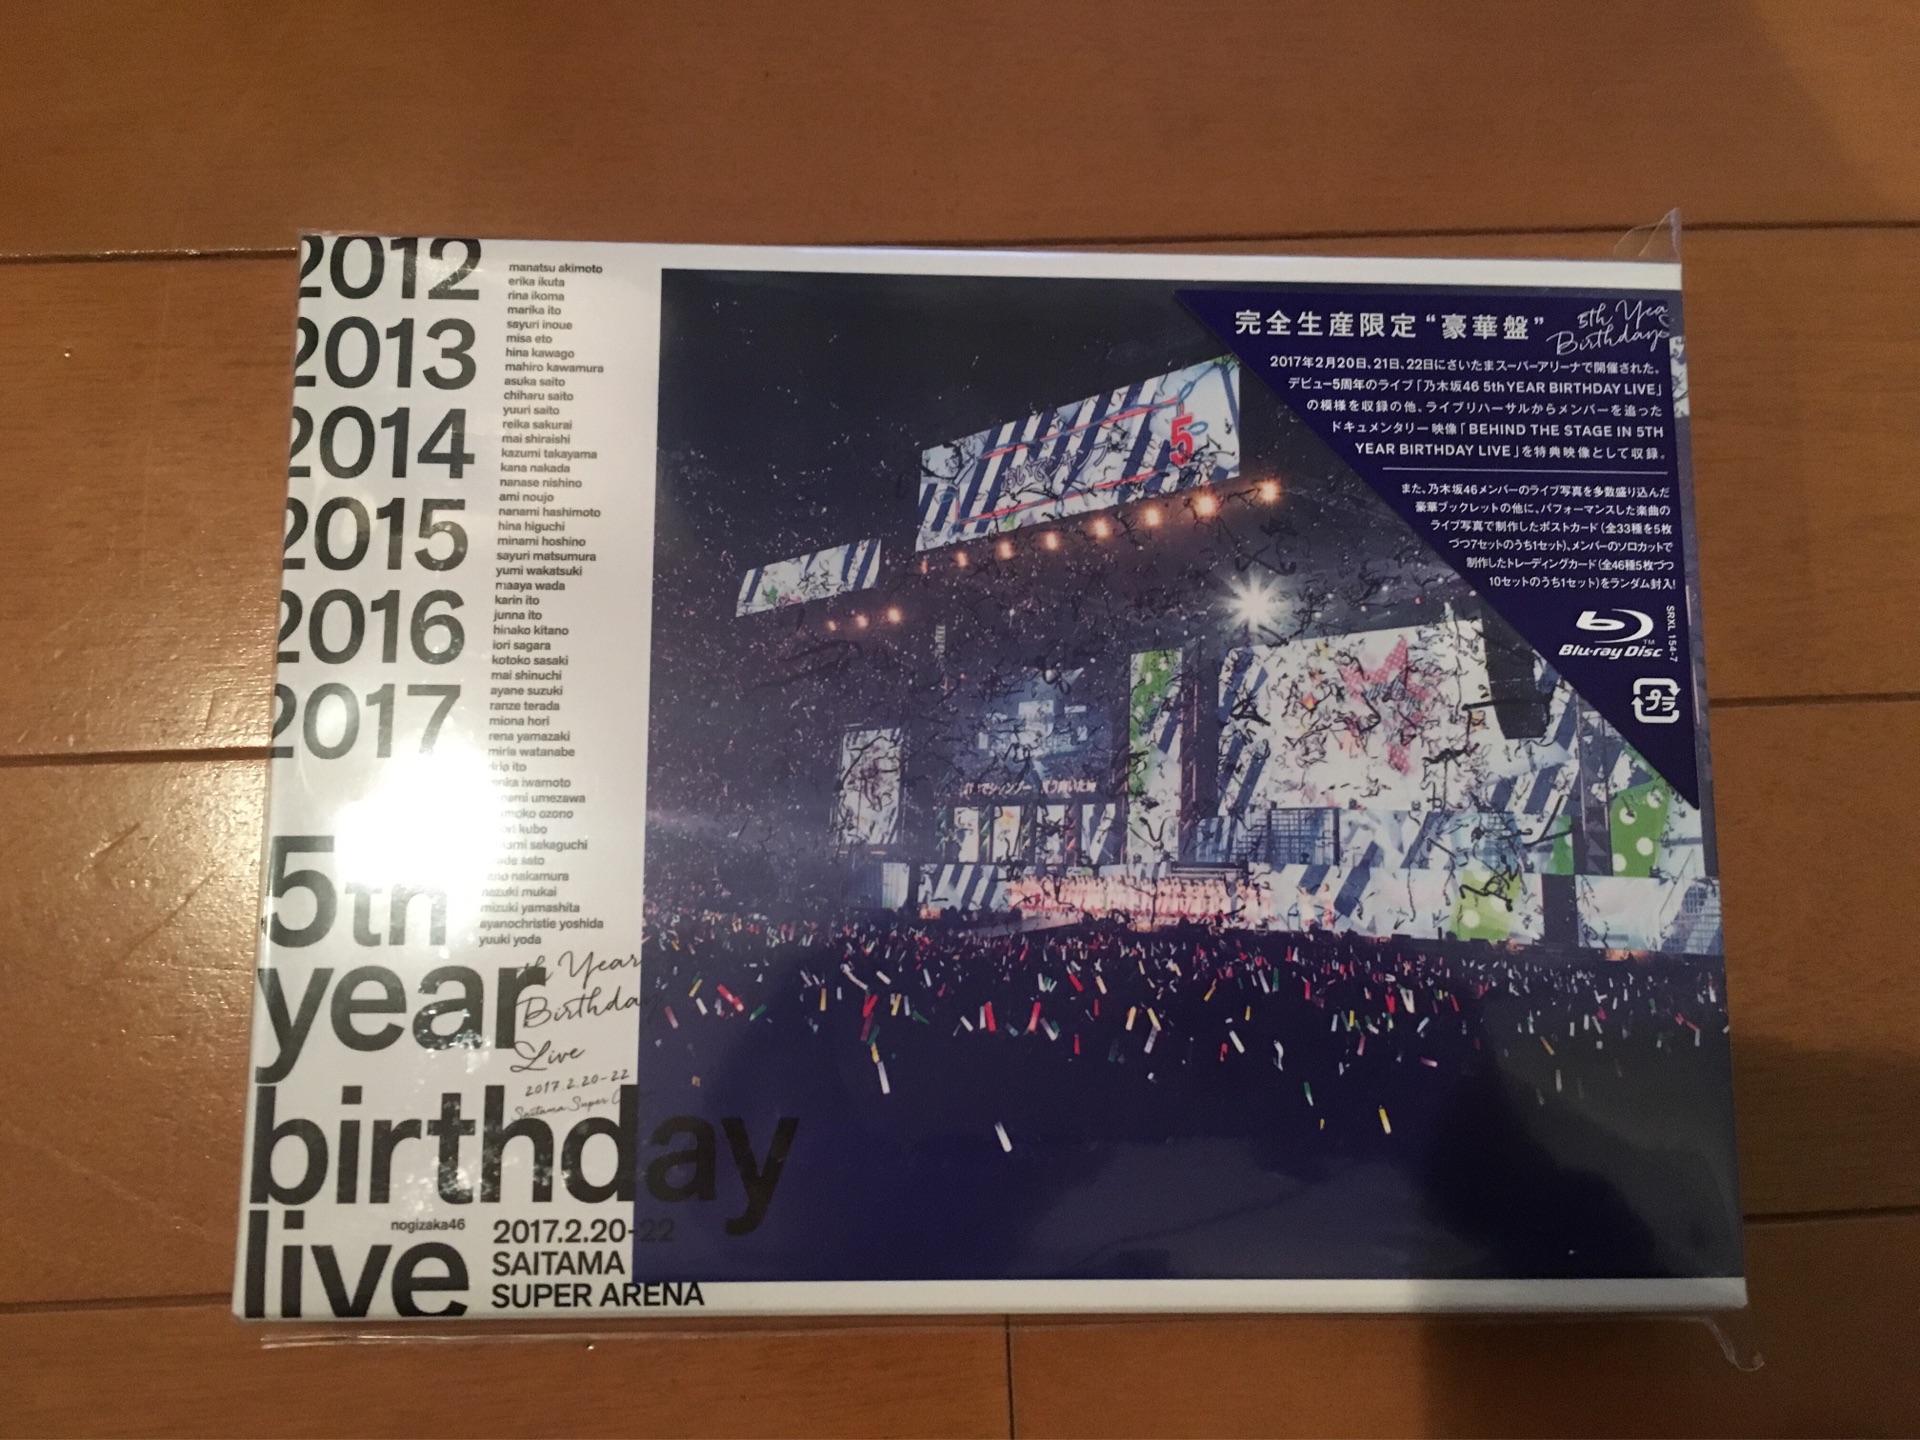 2012
2013
2014
2015
2016
2017
5th
year
birthday
live
nogizaka46
2017.2.20-22
SAITAMA
SUPER ARENA
manatsu akimoto
erika ikuta
rina ikoma
marika ito
sayuri inoue
misa eto
hina kawago
mahiro kawamura
asuka saito
chiharu saito
yuuri saito
reika sakurai
mai shiraishi
kazumi takayama
kana nakada
nanase nishino
ami noujo
nanami hashimoto
hina higuchi
minami hoshino
sayuri matsumura
yumi wakatsuki
maaya wada
karin ito
junna ito
hinako kitano
iori sagara
kotoko sasaki
mai shinuchi
ayane suzuki
ranze terada
miona hori
rena yamazaki
miria watanabe
ito
iwamoto
umezawa
ozono
kubo
sakaguchi
sato
nakamura
hazuki mukai
mizuki yamashita
ayanochristie yoshida
yuuki yoda
Year
Birthday
Live
2017.2.20-22
Saitama Super
5
完全生産限定“豪華盤”
5th Yea
Birthday
2017年2月20日、21日、22日にさいたまスーパーアリーナで開催された。
デビュー5周年のライブ「乃木坂46 5th YEAR BIRTHDAY LIVE」
の模様を収録の他、ライブリハーサルからメンバーを追った
ドキュメンタリー映像「BEHIND THE STAGE IN 5TH
YEAR BIRTHDAY LIVE」を特典映像として収録。
また、乃木坂46メンバーのライブ写真を多数盛り込んだ
豪華ブックレットの他に、パフォーマンスした楽曲の
ライブ写真で制作したポストカード(全33種を5枚
づつ7セットのうち1セット)、メンバーのソロカットで
制作したトレーディングカード(全46種5枚づつ
10セットのうち1セット)をランダム封入!
Blu-ray Disc
TM
SRXL 154-7
プラ